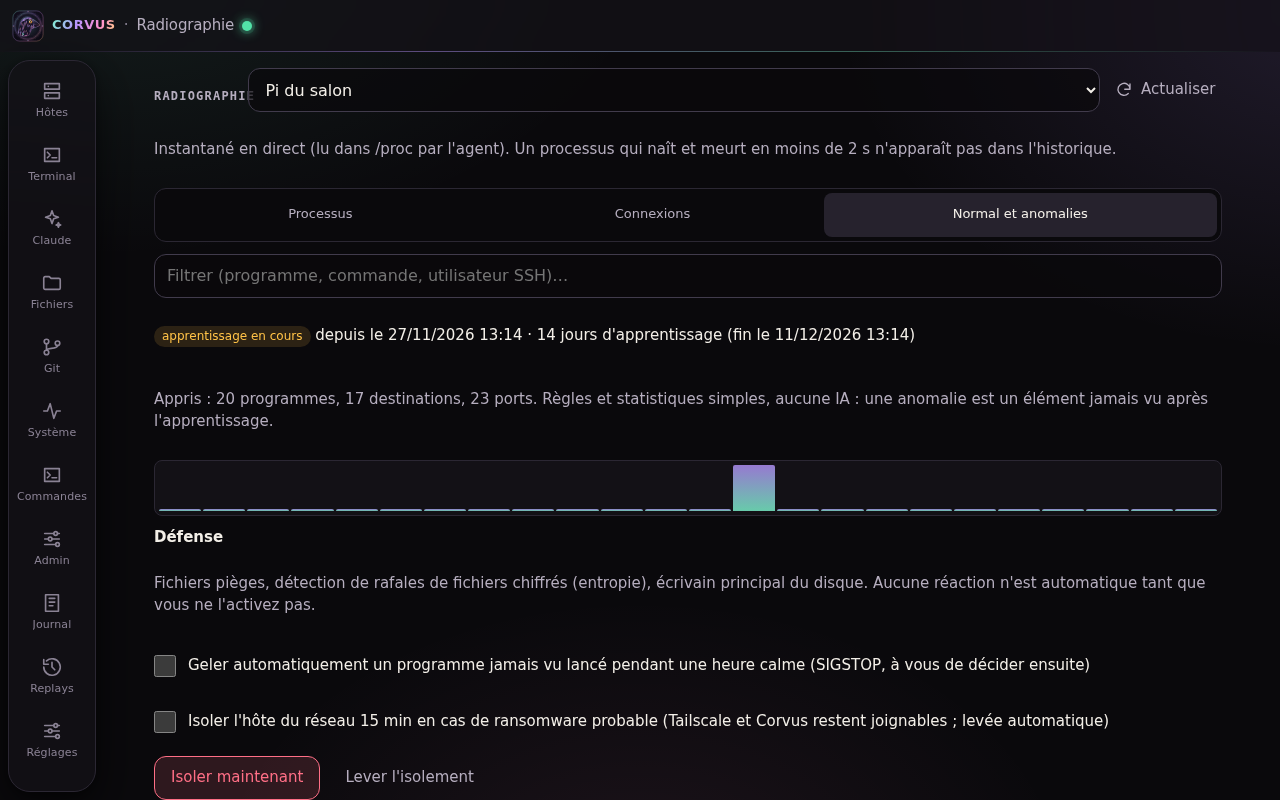 CORVUS · Radiographie
Hôtes
Terminal
Claude
Fichiers
Git
Système
Commandes
Admin
Journal
Replays
Réglages
RADIOGRAPHIE
Pi du salon
Actualiser
Instantané en direct (lu dans /proc par l'agent). Un processus qui naît et meurt en moins de 2 s n'apparaît pas dans l'historique.
Processus
Connexions
Normal et anomalies
Filtrer (programme, commande, utilisateur SSH)...
apprentissage en cours depuis le 27/11/2026 13:14 · 14 jours d'apprentissage (fin le 11/12/2026 13:14)
Appris : 20 programmes, 17 destinations, 23 ports. Règles et statistiques simples, aucune IA : une anomalie est un élément jamais vu après
l'apprentissage.
Défense
Fichiers pièges, détection de rafales de fichiers chiffrés (entropie), écrivain principal du disque. Aucune réaction n'est automatique tant que
vous ne l'activez pas.
Geler automatiquement un programme jamais vu lancé pendant une heure calme (SIGSTOP, à vous de décider ensuite)
Isoler l'hôte du réseau 15 min en cas de ransomware probable (Tailscale et Corvus restent joignables ; levée automatique)
Isoler maintenant
Lever l'isolement